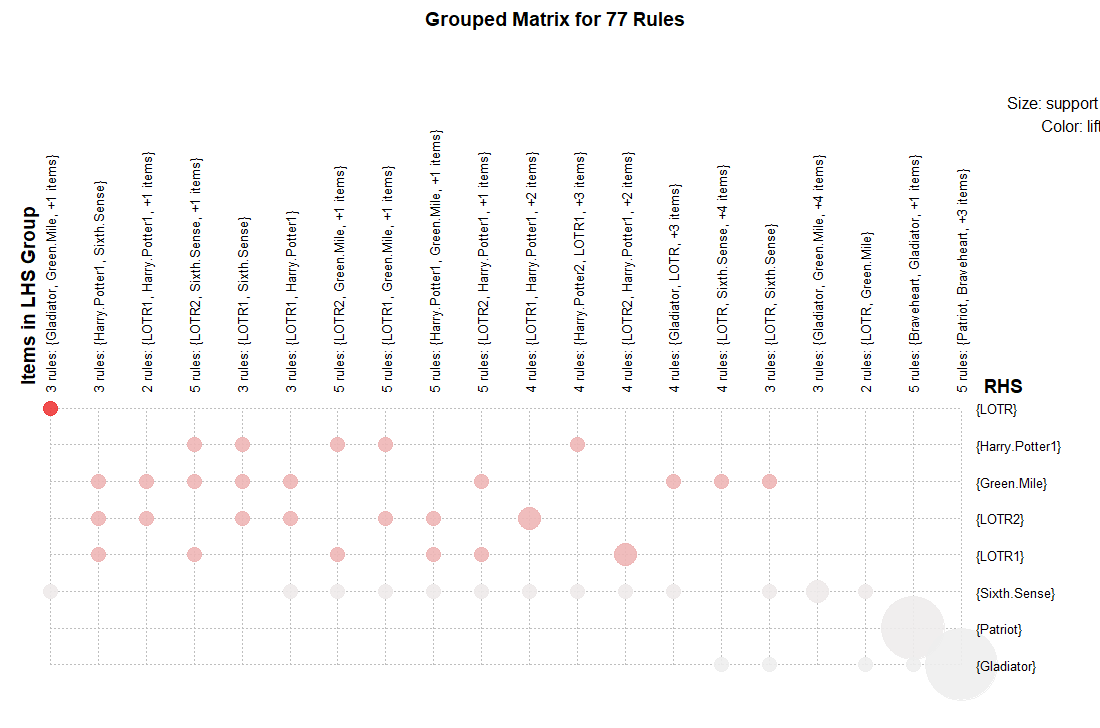 Grouped Matrix for 77 Rules
Size: support
Color: lift
Items in LHS Group
3 rules: {Gladiator, Green.Mile, +1 items}
3 rules: {Harry.Potter1, Sixth.Sense}
2 rules: {LOTR1, Harry.Potter1, +1 items}
5 rules: {LOTR2, Sixth.Sense, +1 items}
3 rules: {LOTR1, Sixth.Sense}
3 rules: {LOTR1, Harry.Potter1}
5 rules: {LOTR2, Green.Mile, +1 items}
5 rules: {LOTR1, Green.Mile, +1 items}
5 rules: {Harry.Potter1, Green.Mile, +1 items}
5 rules: {LOTR2, Harry.Potter1, +1 items}
4 rules: {LOTR1, Harry.Potter1, +2 items}
4 rules: {Harry.Potter2, LOTR1, +3 items}
4 rules: {LOTR2, Harry.Potter1, +2 items}
4 rules: {Gladiator, LOTR, +3 items}
4 rules: {LOTR, Sixth.Sense, +4 items}
3 rules: {LOTR, Sixth.Sense}
3 rules: {Gladiator, Green.Mile, +4 items}
2 rules: {LOTR, Green.Mile}
5 rules: {Braveheart, Gladiator, +1 items}
5 rules: {Patriot, Braveheart, +3 items}
RHS
{LOTR}
{Harry.Potter1}
{Green.Mile}
{LOTR2}
{LOTR1}
{Sixth.Sense}
{Patriot}
{Gladiator}